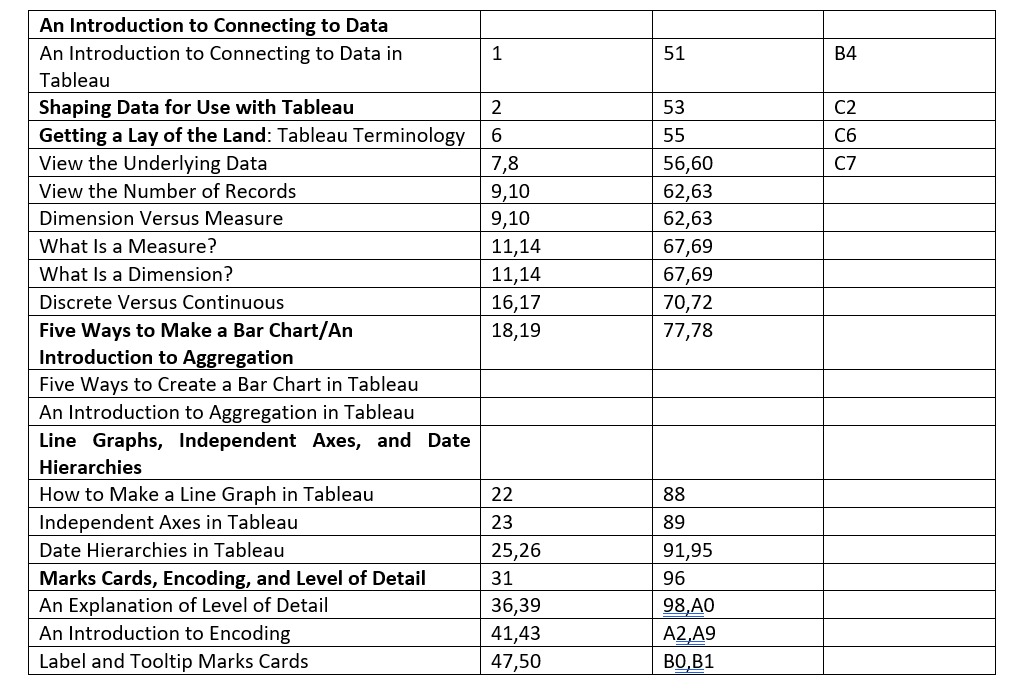 An Introduction to Connecting to Data
An Introduction to Connecting to Data in 1 51 B4
Tableau
Shaping Data for Use with Tableau 2 53 C2
Getting a Lay of the Land: Tableau Terminology 6 55 C6
View the Underlying Data 7,8 56,60 C7
View the Number of Records 9,10 62,63
Dimension Versus Measure 9,10 62,63
What Is a Measure? 11,14 67,69
What Is a Dimension? 11,14 67,69
Discrete Versus Continuous 16,17 70,72
Five Ways to Make a Bar Chart/An 18,19 77,78
Introduction to Aggregation
Five Ways to Create a Bar Chart in Tableau
An Introduction to Aggregation in Tableau
Line Graphs, Independent Axes, and Date
Hierarchies
How to Make a Line Graph in Tableau 22 88
Independent Axes in Tableau 23 89
Date Hierarchies in Tableau 25,26 91,95
Marks Cards, Encoding, and Level of Detail 31 96
An Explanation of Level of Detail 36,39 98,A0
An Introduction to Encoding 41,43 A2,A9
Label and Tooltip Marks Cards 47,50 B0,B1